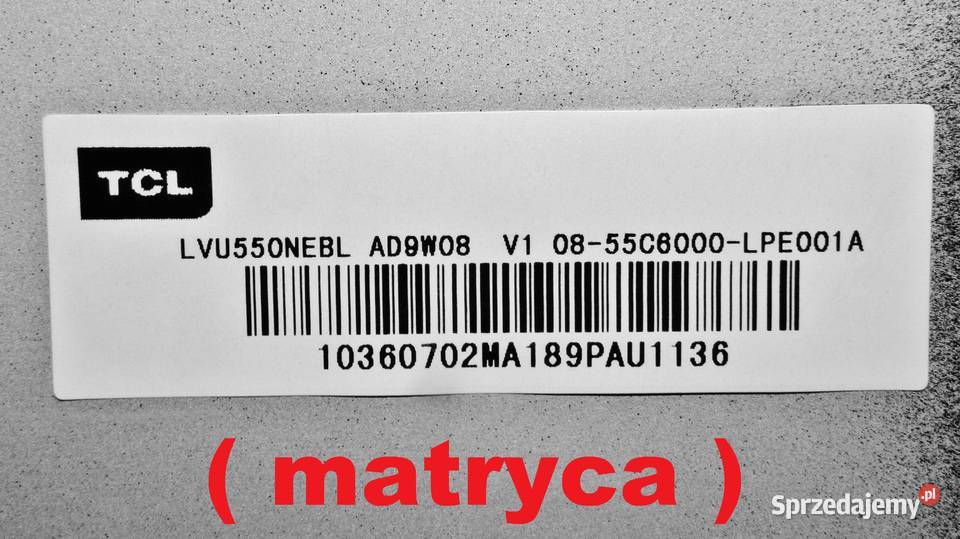 TCL
LVU550NEBL AD9W08 V1 08-55C6000-LPE001A
10360702MA189PAU1136
( matryca )
Sprzedajemy.pl